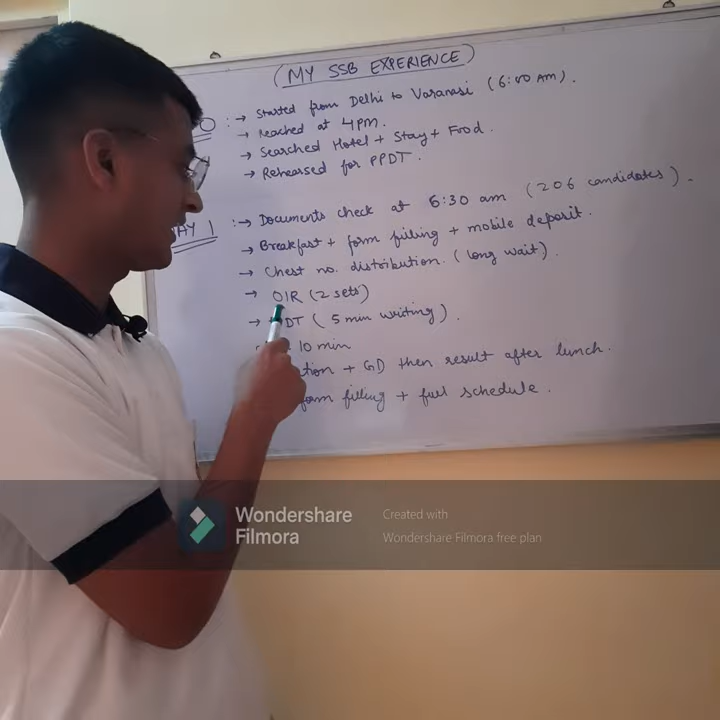 (MY SSB EXPERIENCE)
O : → Started from Delhi to Varanasi (6:00 AM).
→ Reached at 4PM.
→ Searched Hotel + Stay + Food.
→ Rehearsed for PPDT.
AY 1 : → Documents check at 6:30 am (206 candidates).
→ Breakfast + form filling + mobile deposit.
→ Chest no. distribution. (long wait).
→ OIR (2 sets)
→ DT (5 min writing).
10 min
tion + GD then result after lunch.
form filling + full schedule.
Wondershare
Filmora
Created with
Wondershare Filmora free plan